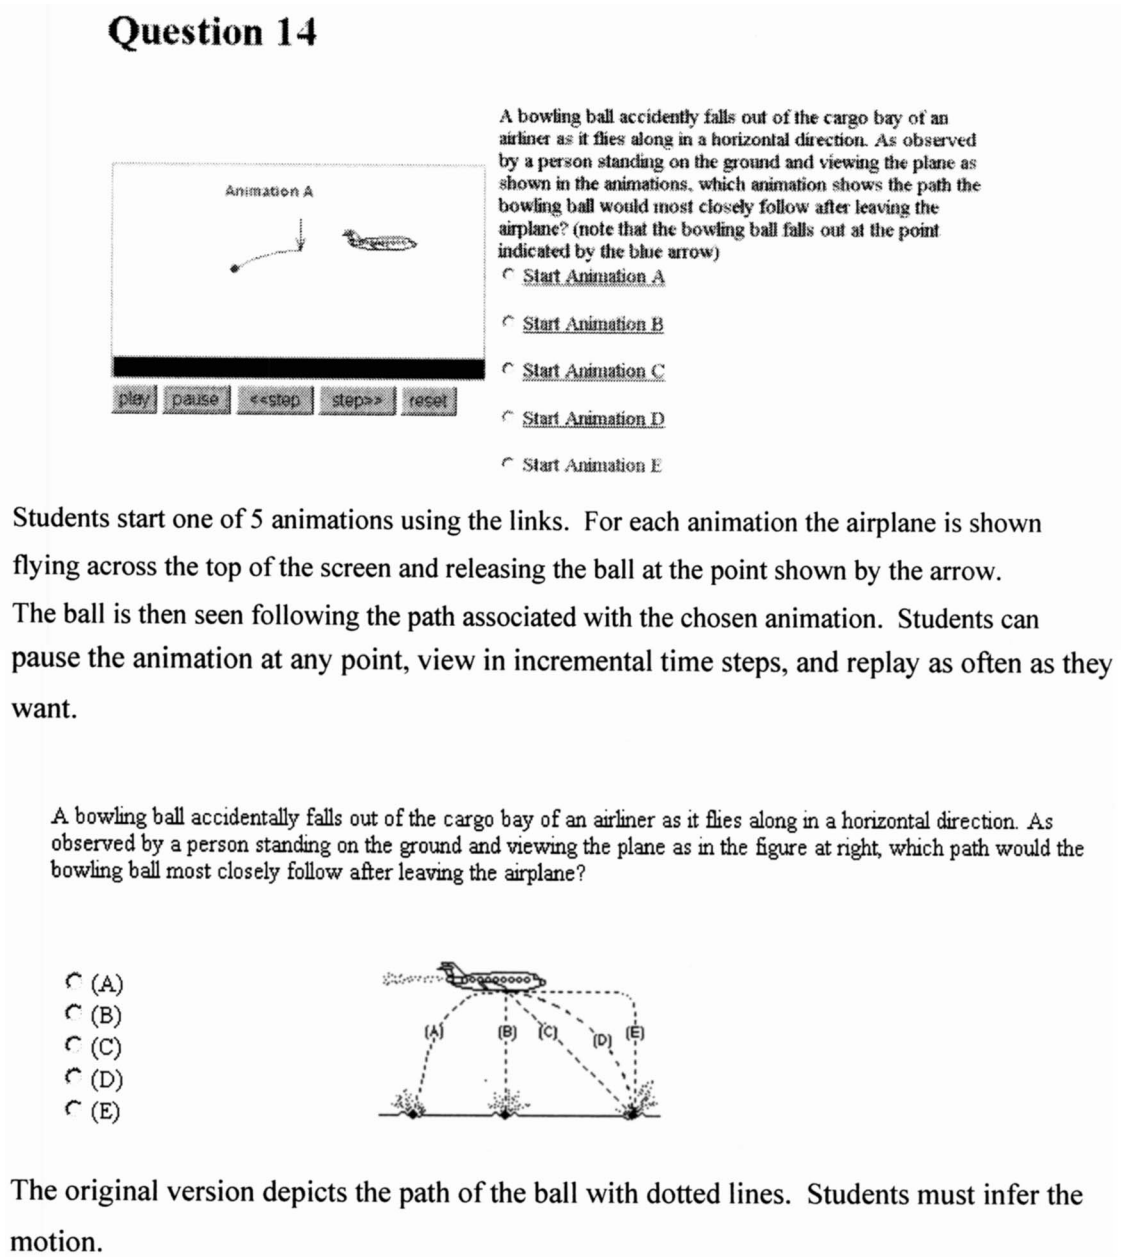 Question 14
A bowling ball accidently falls out of the cargo bay of an
airliner as it flies along in a horizontal direction. As observed
by a person standing on the ground and viewing the plane as
shown in the animations, which animation shows the path the
bowling ball would most closely follow after leaving the
airplane? (note that the bowling ball falls out at the point
indicated by the blue arrow)
Animation A
Start Animation A
Start Animation B
Start Animation C
Start Animation D
Start Animation E
play pause <<step step>> reset
Students start one of 5 animations using the links.  For each animation the airplane is shown
flying across the top of the screen and releasing the ball at the point shown by the arrow.
The ball is then seen following the path associated with the chosen animation.  Students can
pause the animation at any point, view in incremental time steps, and replay as often as they
want.
A bowling ball accidentally falls out of the cargo bay of an airliner as it flies along in a horizontal direction. As
observed by a person standing on the ground and viewing the plane as in the figure at right, which path would the
bowling ball most closely follow after leaving the airplane?
(A)
(B)
(C)
(D)
(E)
(A) (B) (C) (D) (E)
The original version depicts the path of the ball with dotted lines.  Students must infer the
motion.